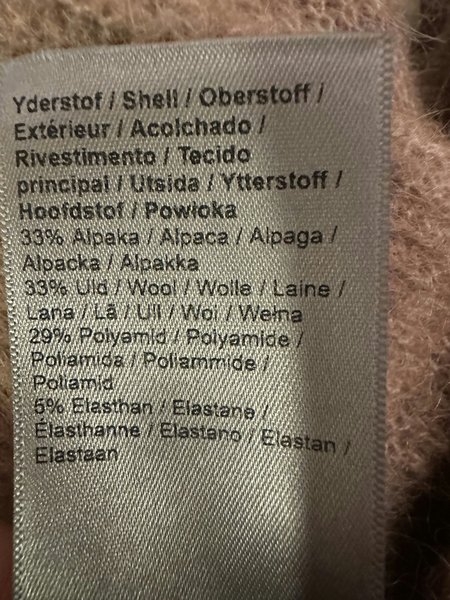 Yderstof / Shell / Oberstoff /
Extérieur / Acolchado /
Rivestimento / Tecido
principal / Utsida / Ytterstoff /
Hoofdstof / Powłoka
33% Alpaka / Alpaca / Alpaga /
Alpacka / Alpakka
33% Uld / Wool / Wolle / Laine /
Lana / Lã / Ull / Wol / Wełna
29% Polyamid / Polyamide /
Poliamida / Poliammide /
Poliamid
5% Elasthan / Elastane /
Élasthanne / Elastano / Elastan /
Elastaan